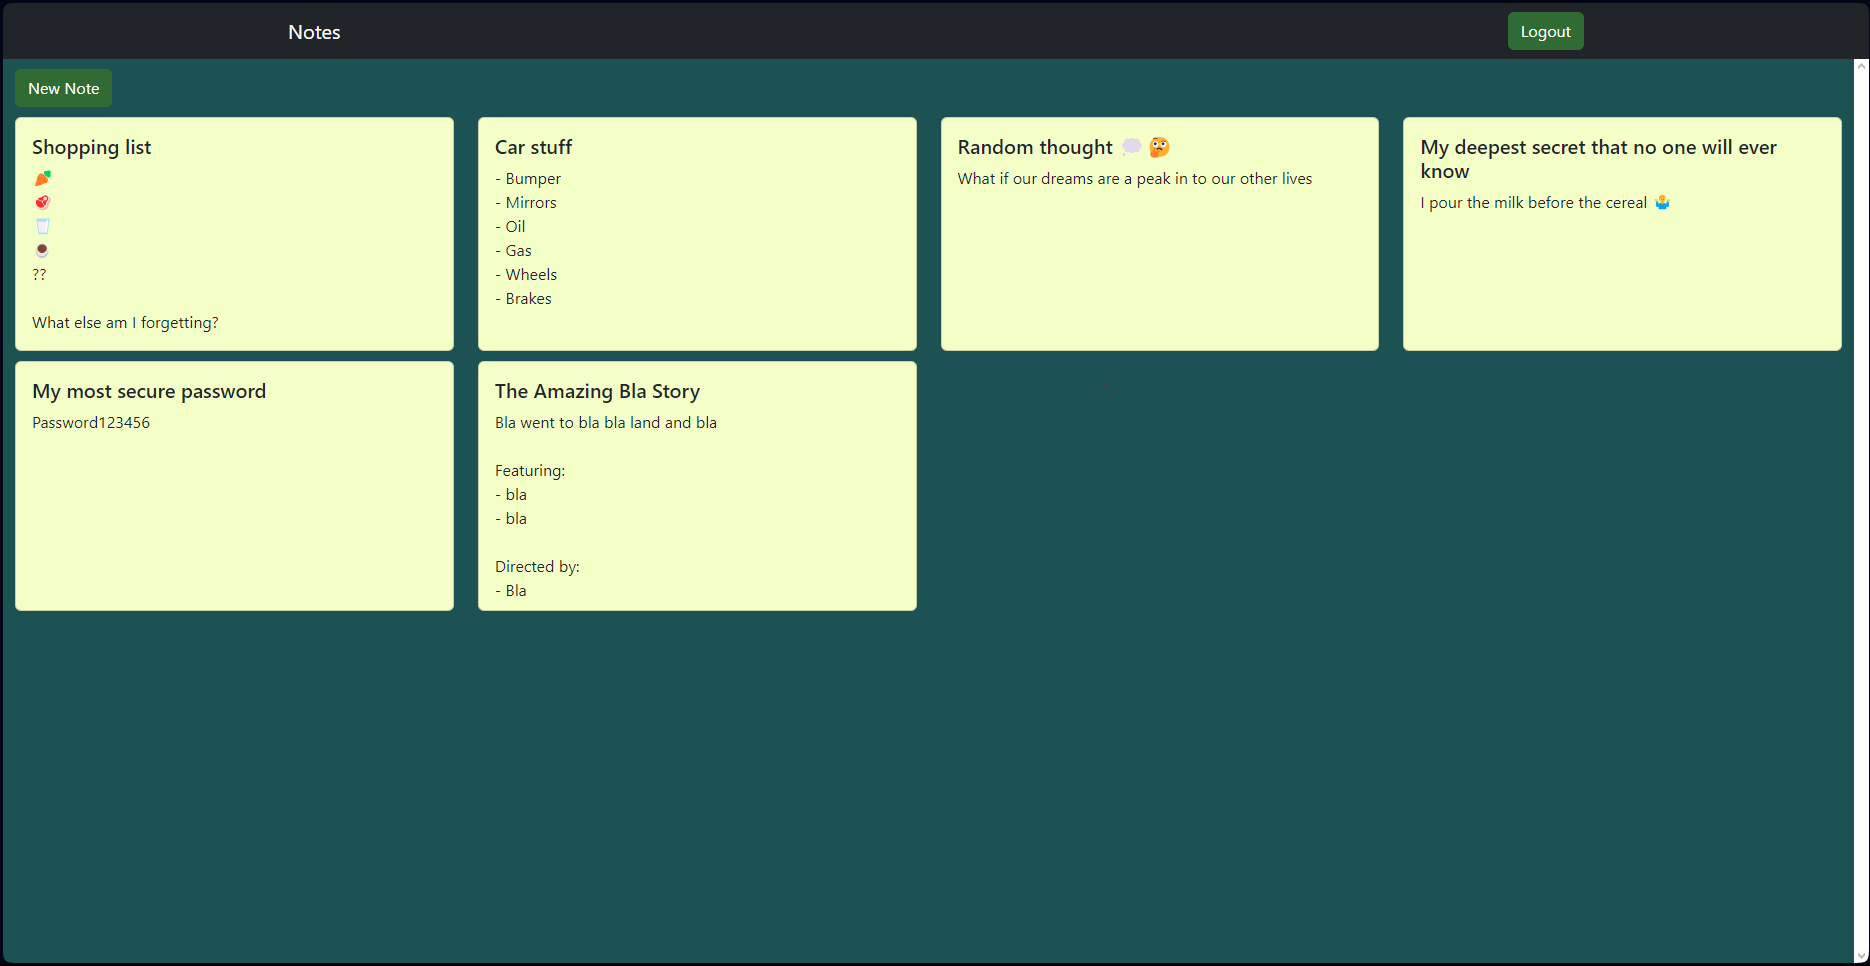 Notes
Logout
New Note
Shopping list
🥕
🥩
🥛
☕
??
What else am I forgetting?
Car stuff
- Bumper
- Mirrors
- Oil
- Gas
- Wheels
- Brakes
Random thought 💭 🤔
What if our dreams are a peak in to our other lives
My deepest secret that no one will ever
know
I pour the milk before the cereal 🤷
My most secure password
Password123456
The Amazing Bla Story
Bla went to bla bla land and bla
Featuring:
- bla
- bla
Directed by:
- Bla